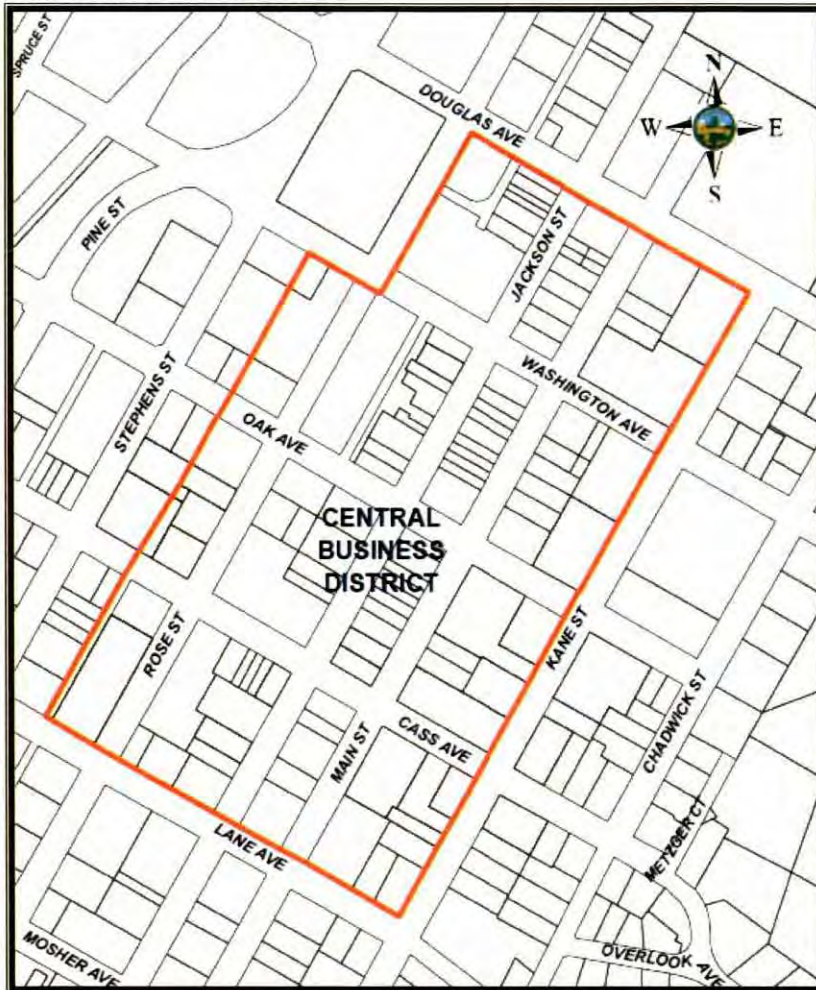 SPRUCE ST
DOUGLAS AVE
N
W
E
S
PINE ST
JACKSON ST
STEPHENS ST
WASHINGTON AVE
OAK AVE
CENTRAL
BUSINESS
DISTRICT
ROSE ST
KANE ST
MAIN ST
CASS AVE
CHADWICK ST
LANE AVE
METZGER CT
MOSHER AVE
OVERLOOK AVE